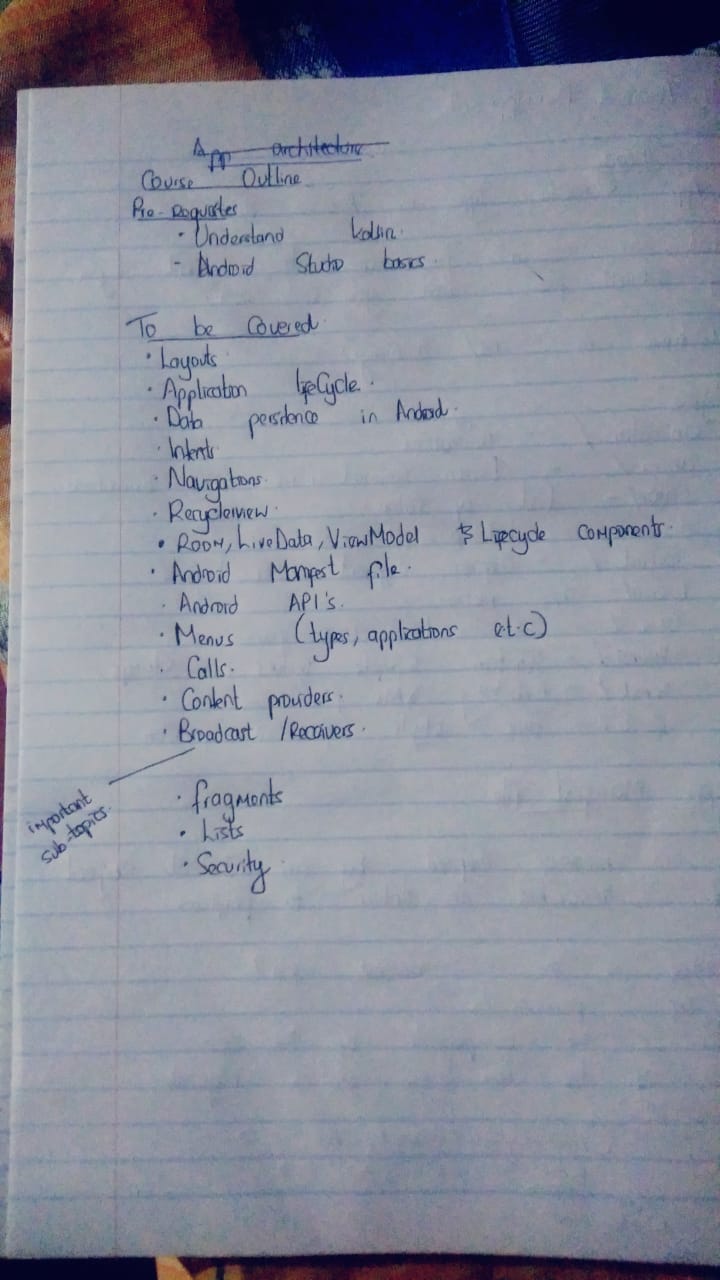 App architecture
Course Outline
Pre-Requsites
· Understand Kotlin.
- Android Studio basics.
To be Covered.
· Layouts.
· Application lifeCycle.
· Data persistence in Android.
· Intents.
· Navigations.
· Recyclerview.
• ROOM, LiveData, ViewModel & Lifecycle components.
· Android Manifest file.
· Android API's.
· Menus (types, applications e.t.c)
· Calls.
· Content providers.
· Broadcast /Receivers.
important
sub-topics.
· fragments
• Lists
· Security